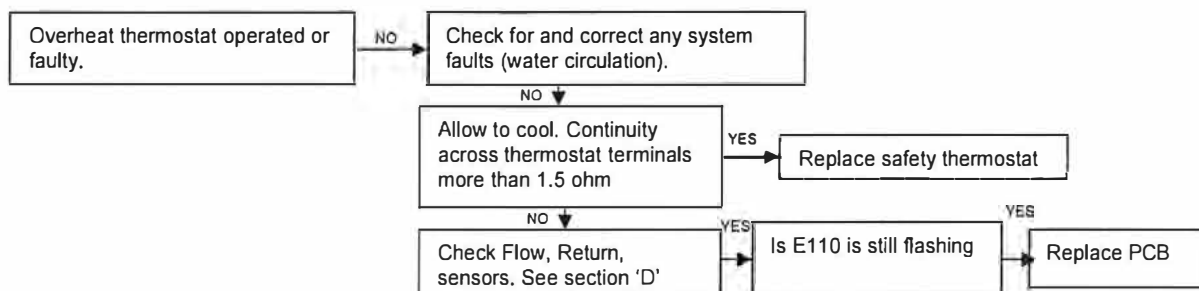 Overheat thermostat operated or
faulty.
NO
Check for and correct any system
faults (water circulation).
NO
Allow to cool. Continuity
across thermostat terminals
more than 1.5 ohm
YES
Replace safety thermostat
NO
Check Flow, Return,
sensors. See section ‘D’
YES
Is E110 is still flashing
YES
Replace PCB